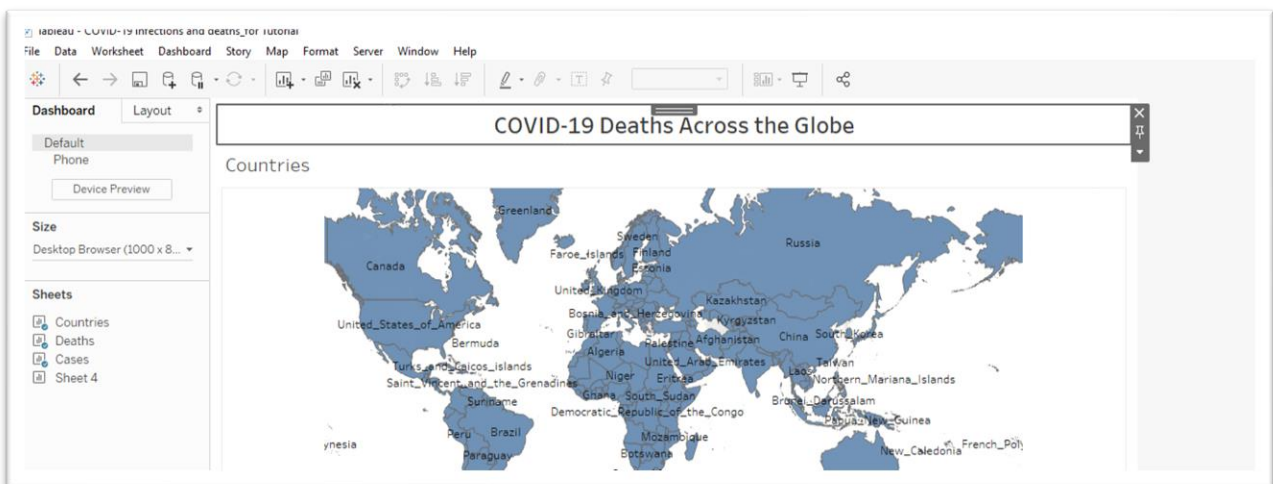 Tableau - COVID-19 Infections and deaths_for Tutorial
File Data Worksheet Dashboard Story Map Format Server Window Help
Dashboard Layout
COVID-19 Deaths Across the Globe
Default
Phone
Countries
Device Preview
Size
Desktop Browser (1000 x 8...
Sheets
Countries
Deaths
Cases
Sheet 4
Greenland
Sweden
Russia
Faroe_Islands Finland
Canada
Estonia
United_Kingdom
Kazakhstan
Bosnia_and_Herzegovina
Kyrgyzstan
United_States_of_America
Gibraltar
Palestine Afghanistan China South_Korea
Bermuda
Algeria
Turks_and_Caicos_islands
United_Arab_Emirates
Taiwan
Laos
Saint_Vincent_and_the_Grenadines
Niger Eritrea
Northern_Mariana_Islands
Suriname
Ghana South_Sudan
Brunei_Darussalam
Democratic_Republic_of_the_Congo
Papua_New_Guinea
Peru Brazil
Mozambique
ynesia
New_Caledonia French_Poly
Paraguay
Botswana